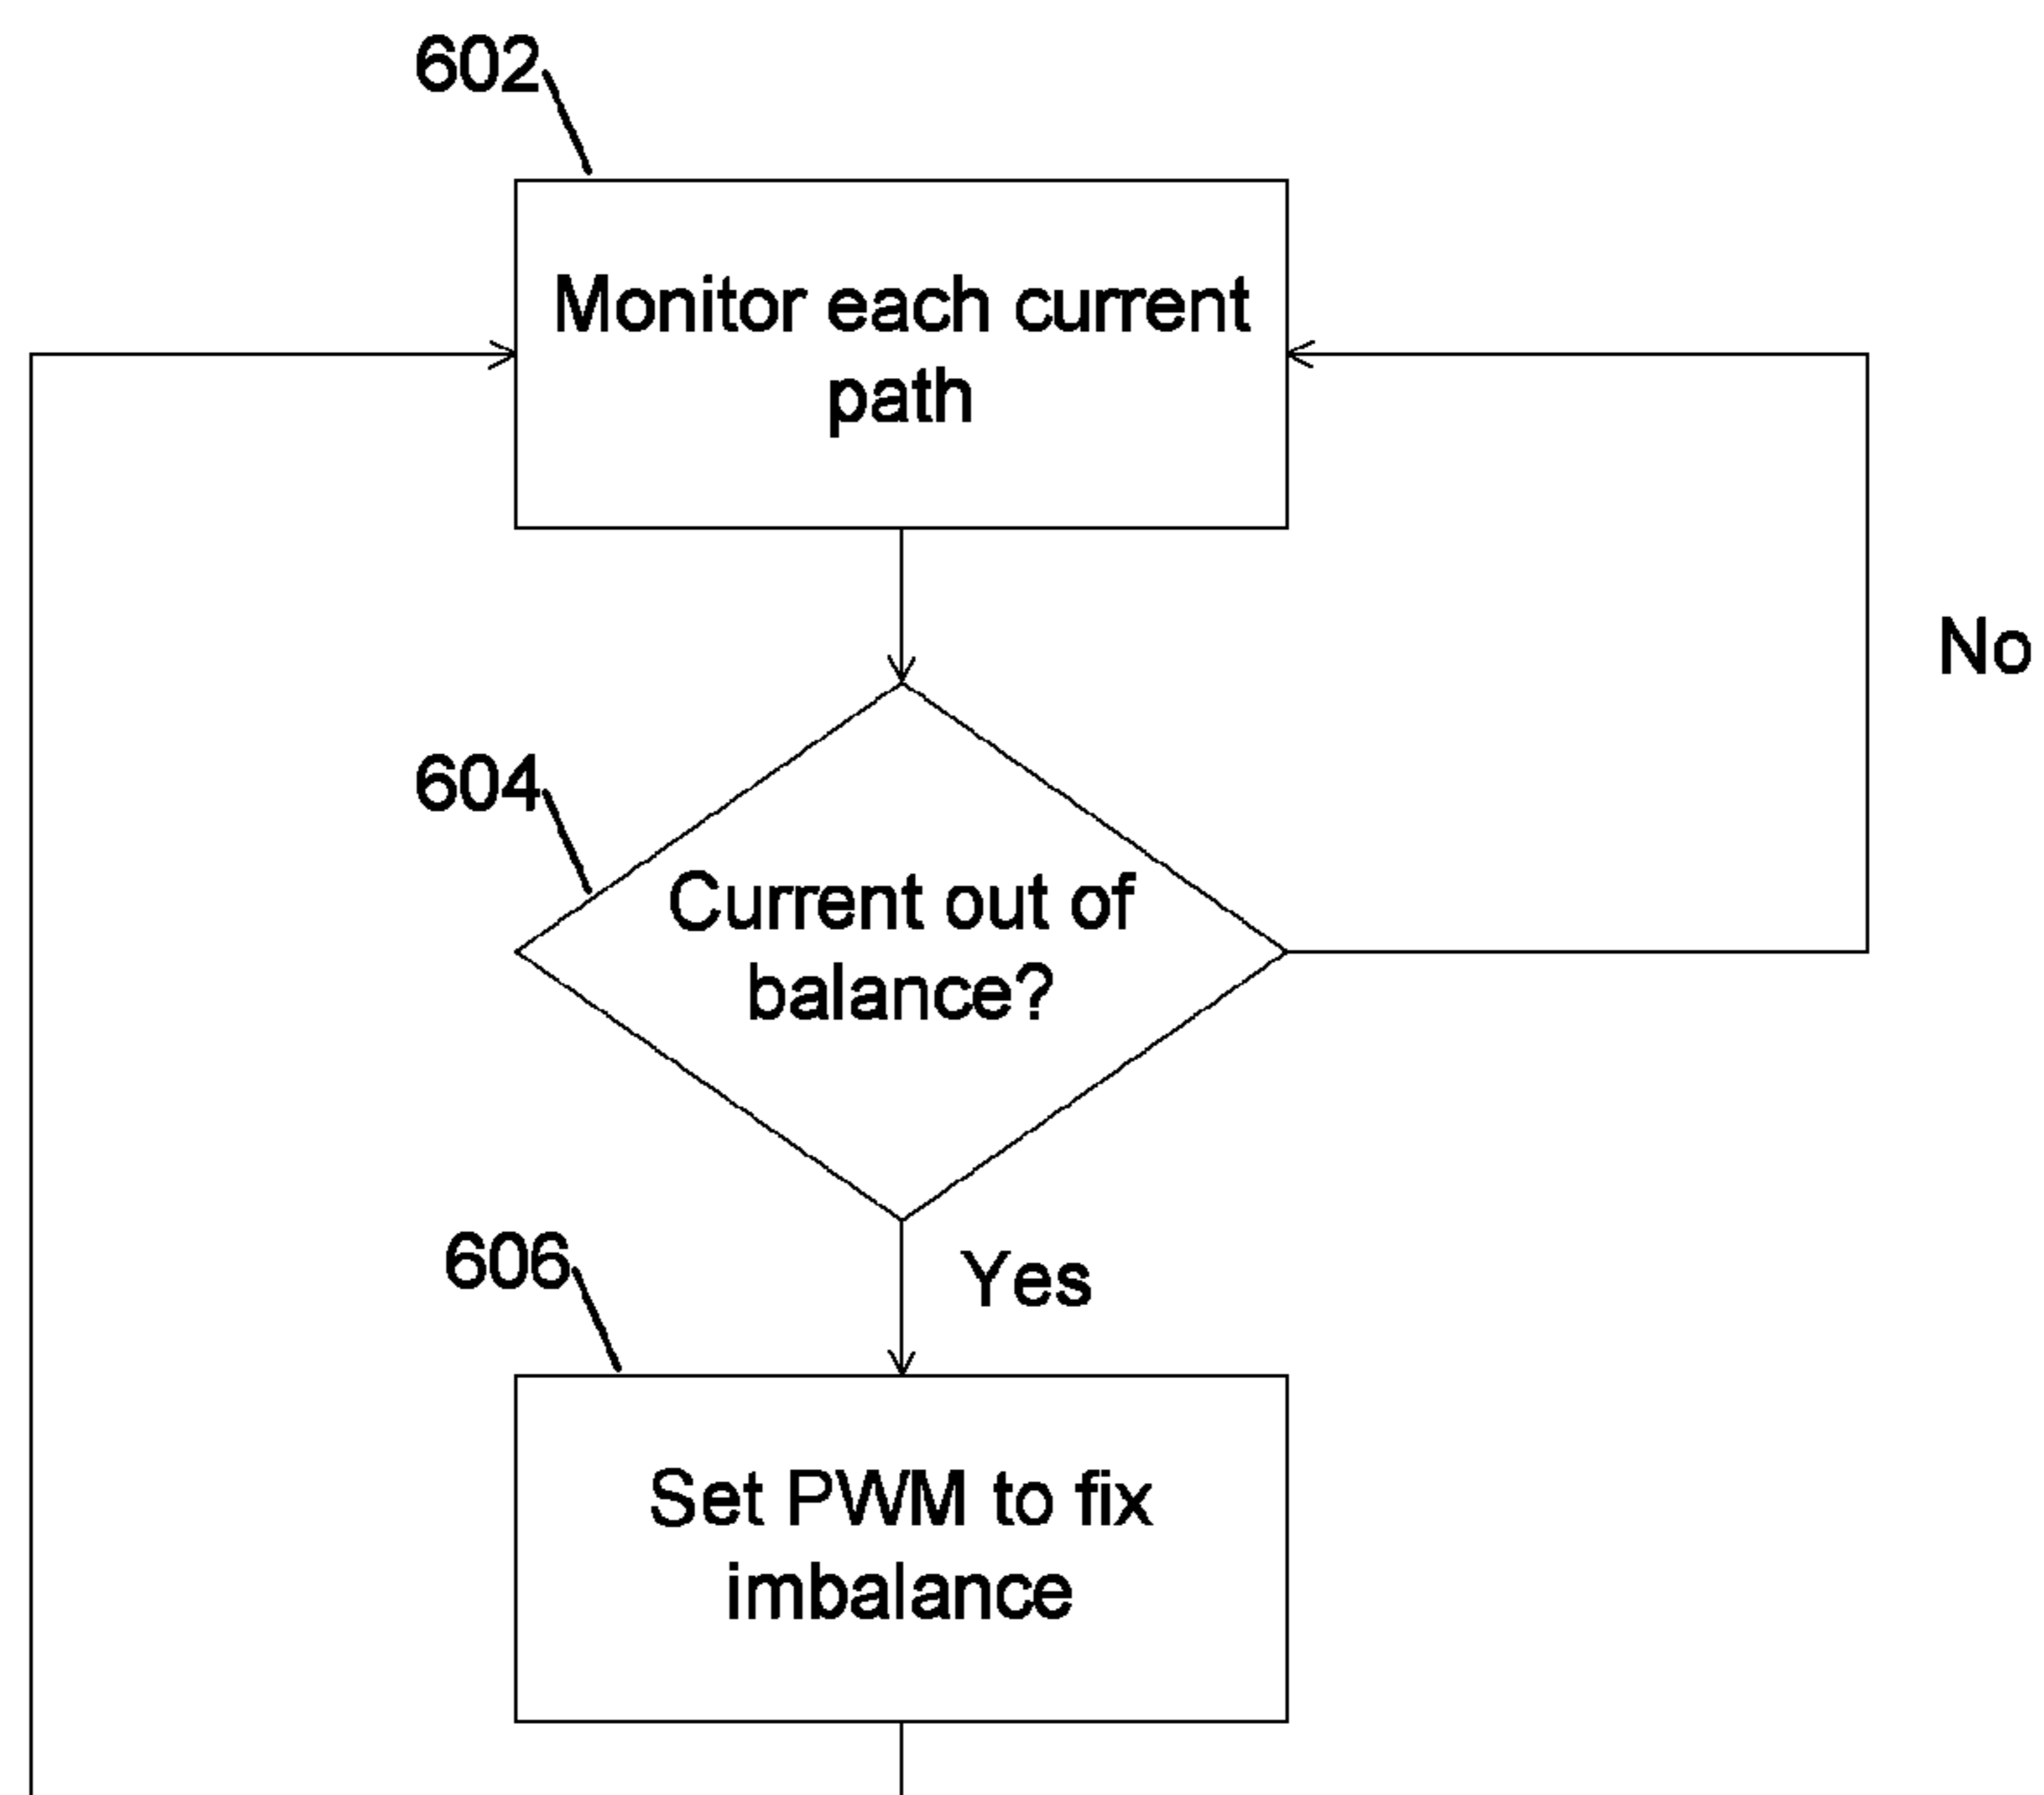 602
Monitor each current
path
No
604
Current out of
balance?
606
Yes
Set PWM to fix
imbalance